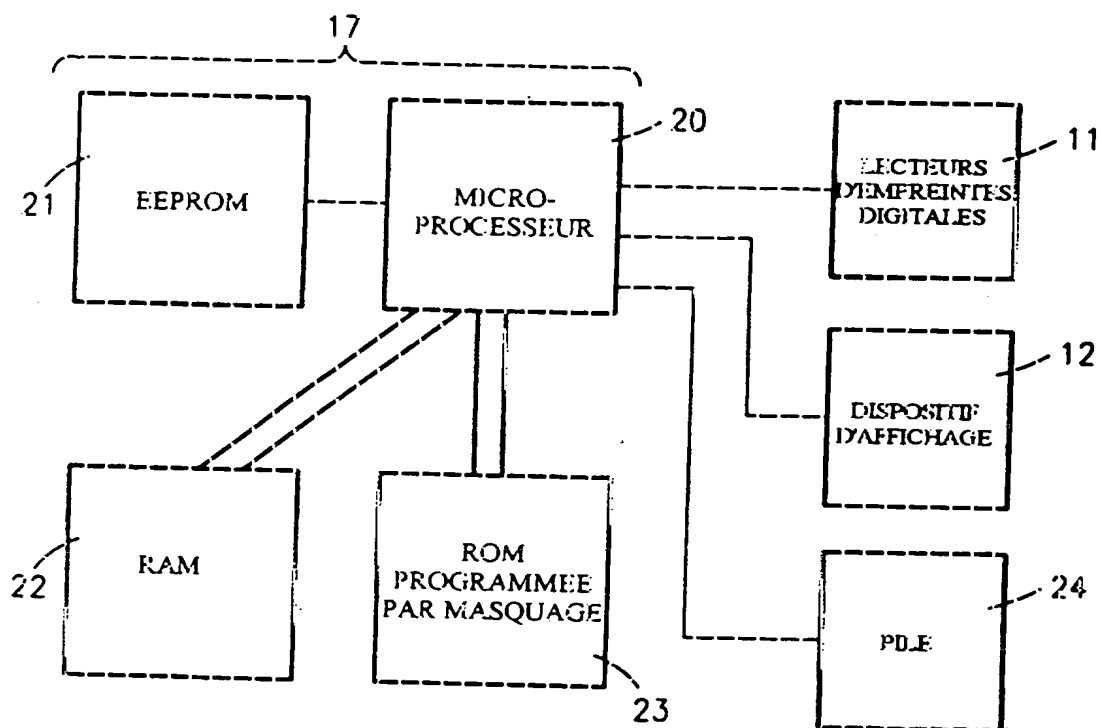 17
20
21
EEPROM
MICRO-
PROCESSEUR
11
LECTEURS
D'EMFREINTES
DIGITALES
12
DISPOSITIF
D'AFFICHAGE
22
RAM
ROM
PROGRAMMEE
PAR MASQUAGE
23
24
PILE